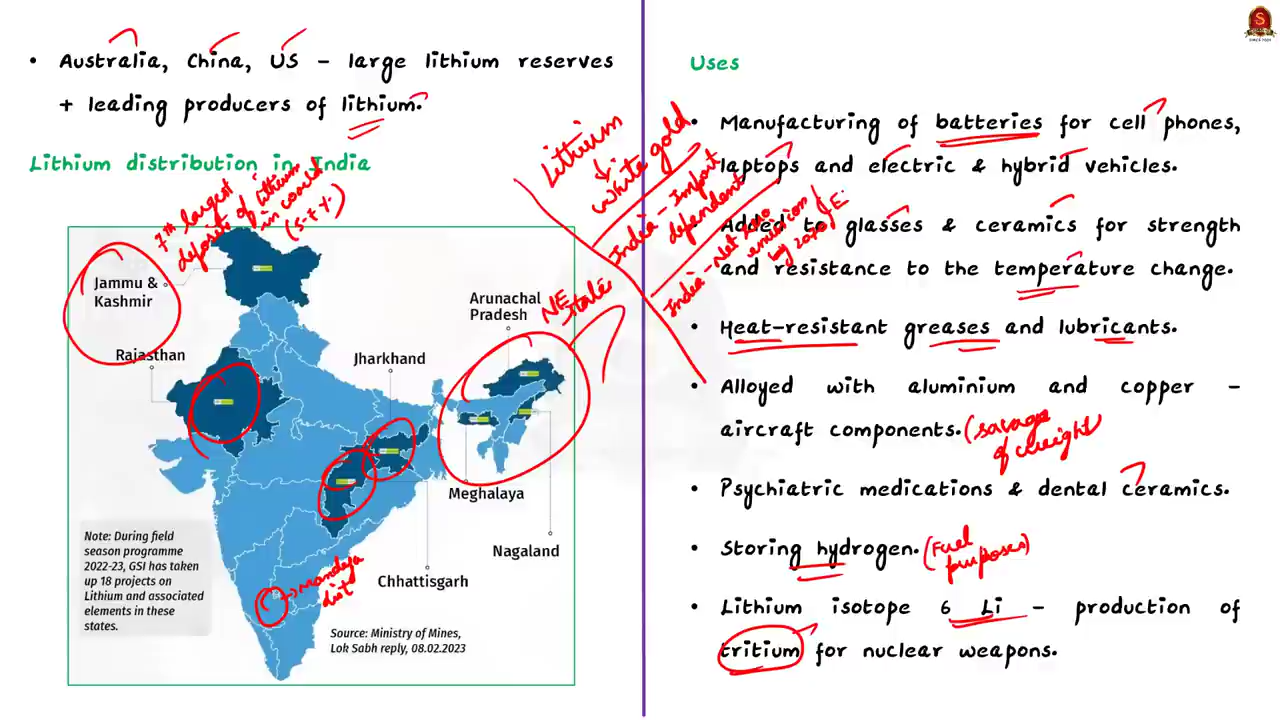 • Australia, China, US – large lithium reserves
+ leading producers of lithium.
Lithium distribution in India
7th largest
deposits of lithium
in world
(5.7 %)
Jammu &
Kashmir
Rajasthan
Jharkhand
Arunachal
Pradesh
NE States
Meghalaya
Nagaland
Chhattisgarh
Mandya
dist
Note: During field
season programme
2022-23, GSI has taken
up 18 projects on
Lithium and associated
elements in these
states.
Source: Ministry of Mines,
Lok Sabh reply, 08.02.2023
Lithium
White gold
India - Import
dependent
India - Net zero
emission
by 2070
S
SINCE 2004
Uses
• Manufacturing of batteries for cell phones,
laptops and electric & hybrid vehicles.
• Added to glasses & ceramics for strength
and resistance to the temperature change.
• Heat-resistant greases and lubricants.
• Alloyed with aluminium and copper –
aircraft components. (savage
of weight
• Psychiatric medications & dental ceramics.
• Storing hydrogen. (Fuel
purposes)
• Lithium isotope 6 Li – production of
tritium for nuclear weapons.